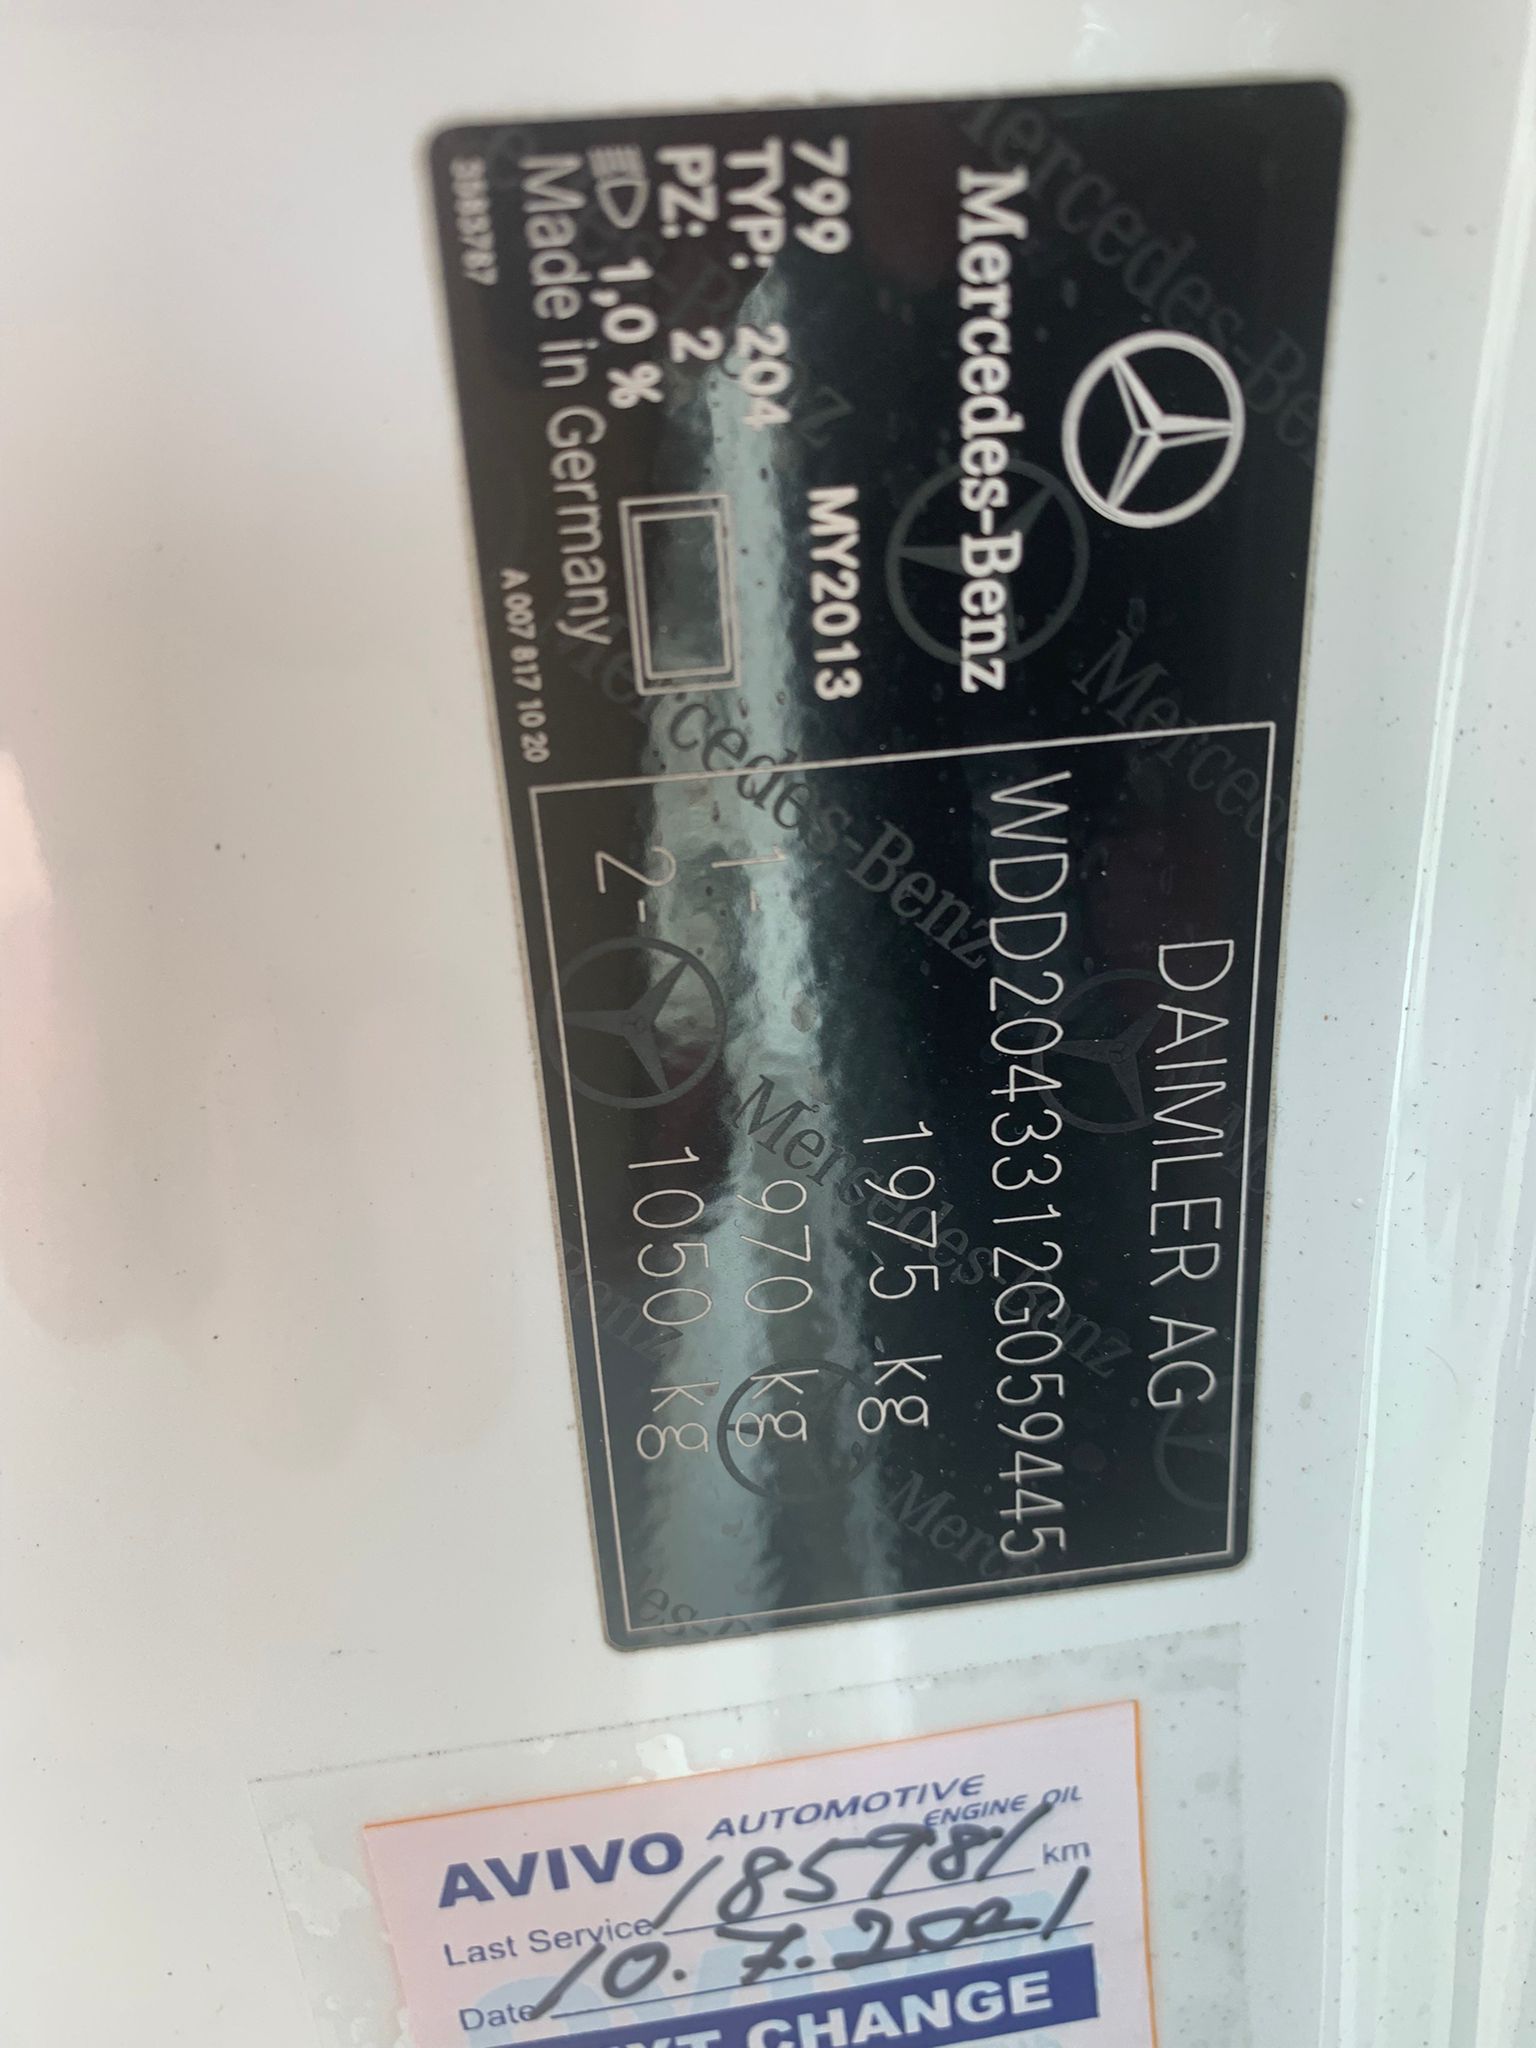 Mercedes-Benz
799 MY2013
TYP: 204
PZ: 2
1,0 %
Made in Germany
A 007 817 10 20
DAIMLER AG
WDD2043312G059445
1975 kg
1- 970 kg
2- 1050 kg
AVIVO AUTOMOTIVE
ENGINE OIL
Last Service 185981 km
Date 10.7.2021
CHANGE